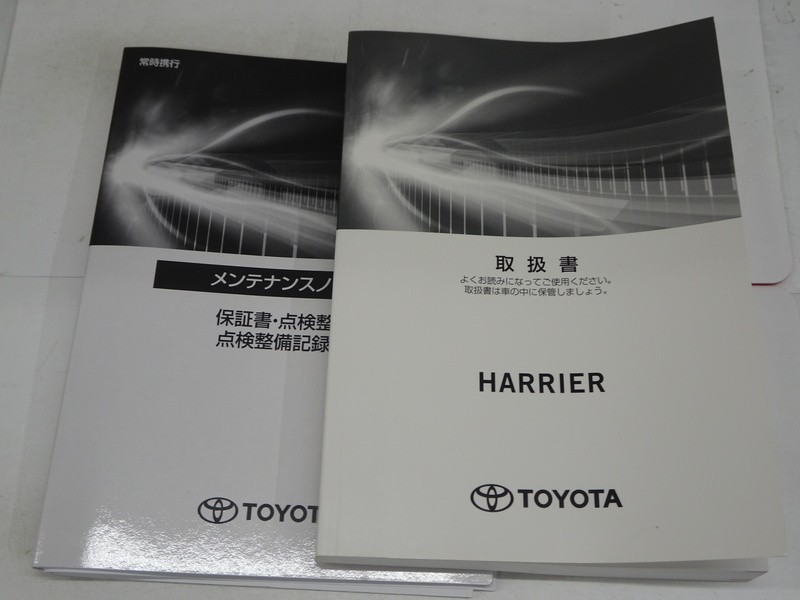 常時携行
メンテナンスノ
保証書・点検整
点検整備記録
TOYOT
取扱書
よくお読みになってご使用ください。
取扱書は車の中に保管しましょう。
HARRIER
TOYOTA